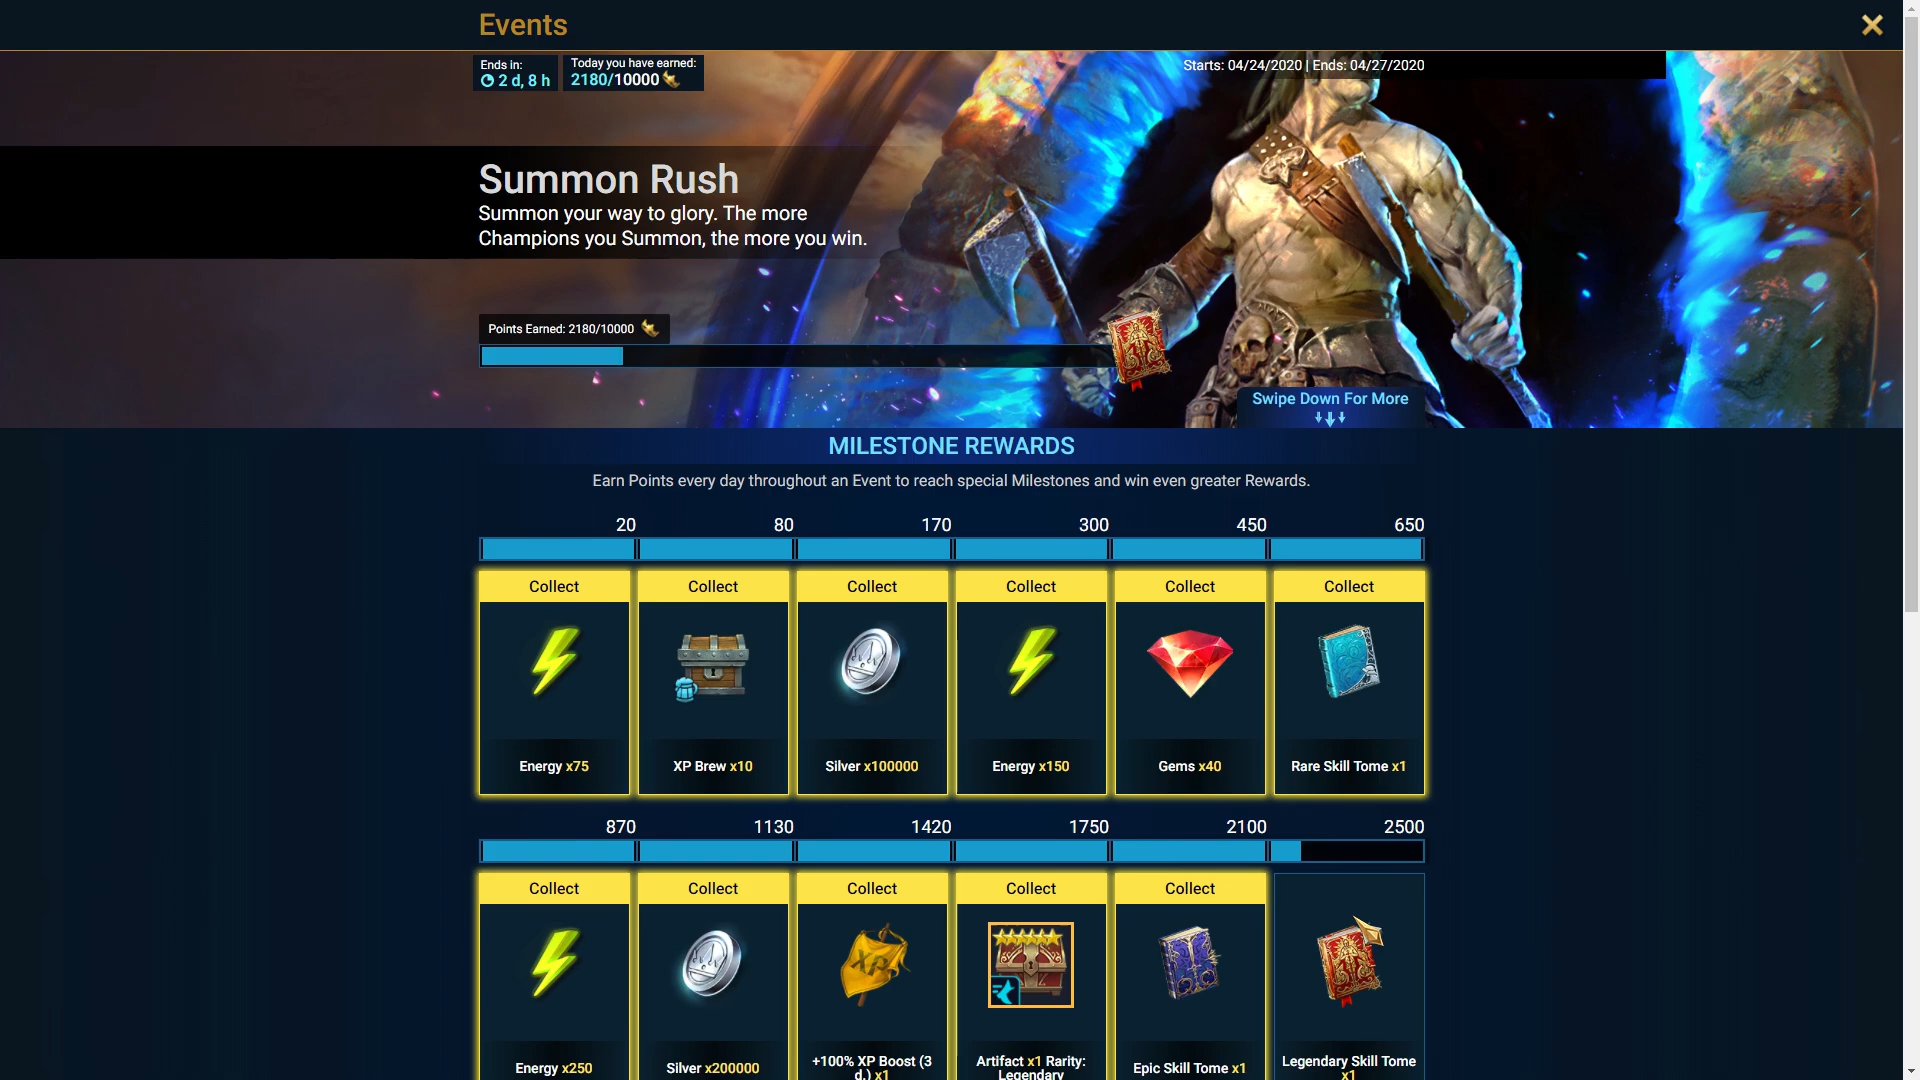 Events
Ends in:
2 d, 8 h
Today you have earned:
2180/10000
Starts: 04/24/2020 | Ends: 04/27/2020
Summon Rush
Summon your way to glory. The more
Champions you Summon, the more you win.
Points Earned: 2180/10000
Swipe Down For More
MILESTONE REWARDS
Earn Points every day throughout an Event to reach special Milestones and win even greater Rewards.
20 80 170 300 450 650
Collect Collect Collect Collect Collect Collect
Energy x75 XP Brew x10 Silver x100000 Energy x150 Gems x40 Rare Skill Tome x1
870 1130 1420 1750 2100 2500
Collect Collect Collect Collect Collect
XP
Energy x250 Silver x200000 +100% XP Boost (3 d.) x1 Artifact x1 Rarity: Legendary Epic Skill Tome x1 Legendary Skill Tome x1